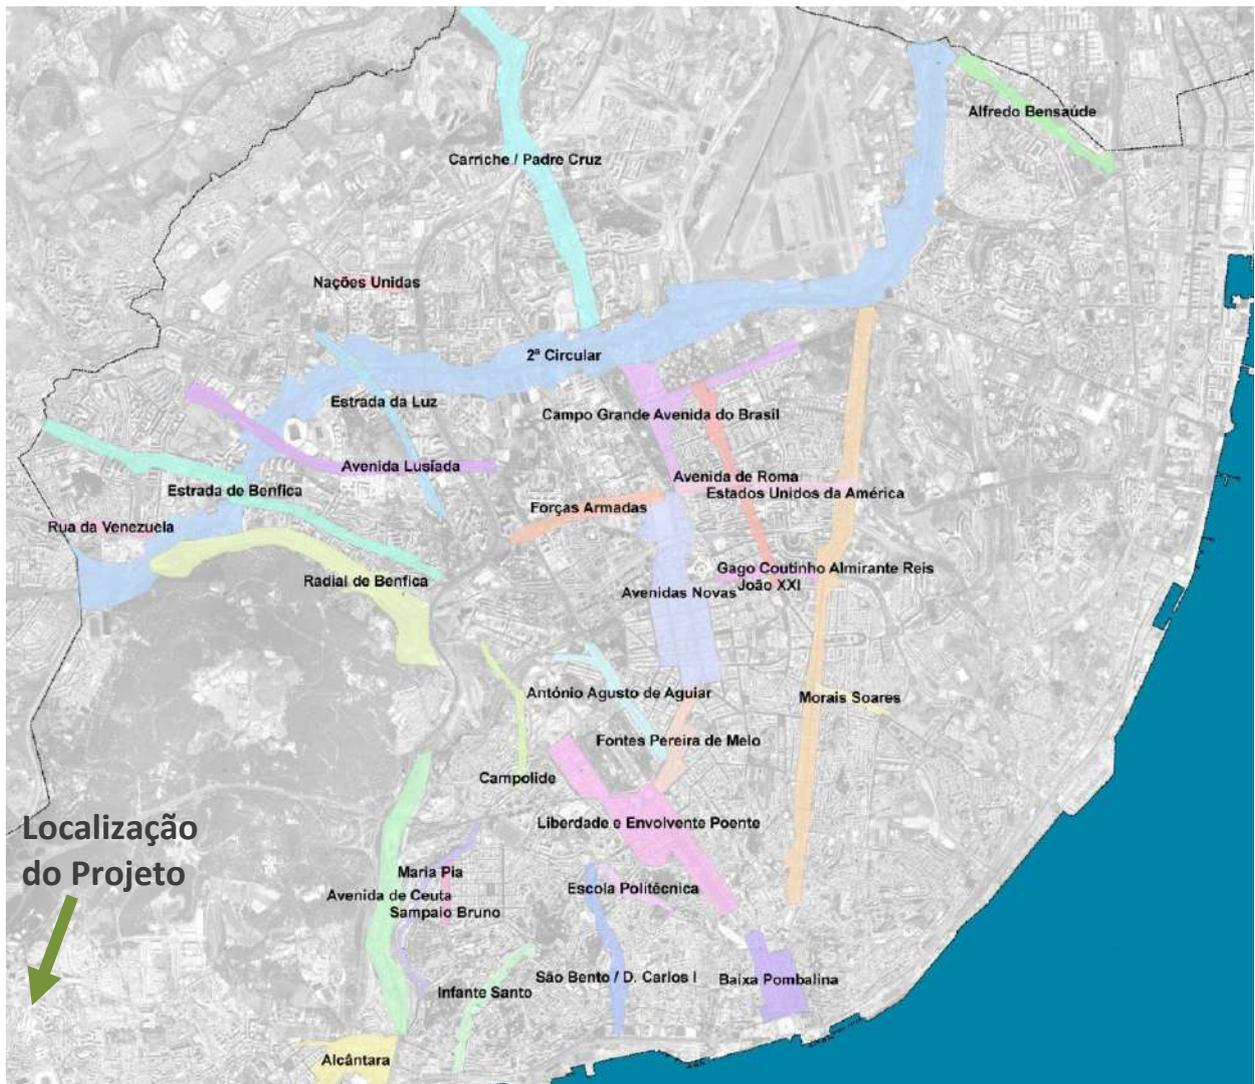 Alfredo Bensaúde
Carriche / Padre Cruz
Nações Unidas
2ª Circular
Estrada da Luz
Campo Grande Avenida do Brasil
Avenida Lusíada
Avenida de Roma
Estrada de Benfica
Estados Unidos da América
Forças Armadas
Rua da Venezuela
Gago Coutinho Almirante Reis
Radial de Benfica
João XXI
Avenidas Novas
António Agusto de Aguiar
Morais Soares
Fontes Pereira de Melo
Campolide
Localização
do Projeto
Liberdade e Envolvente Poente
Maria Pia
Escola Politécnica
Avenida de Ceuta
Sampaio Bruno
São Bento / D. Carlos I
Baixa Pombalina
Infante Santo
Alcântara